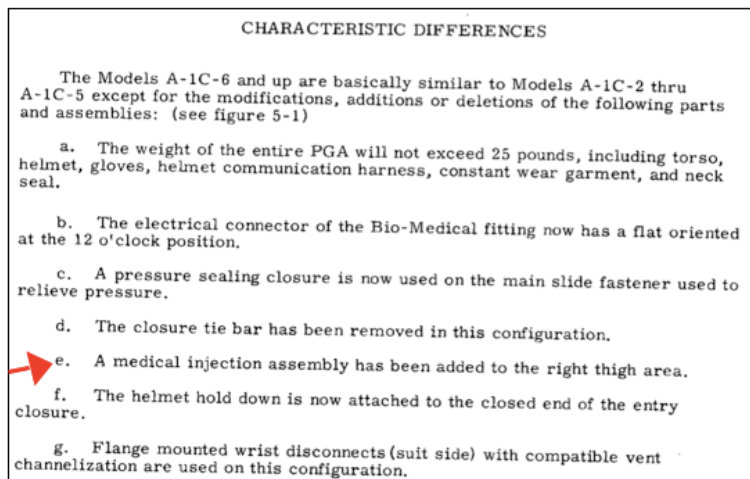 CHARACTERISTIC DIFFERENCES
The Models A-1C-6 and up are basically similar to Models A-1C-2 thru
A-1C-5 except for the modifications, additions or deletions of the following parts
and assemblies: (see figure 5-1)
a. The weight of the entire PGA will not exceed 25 pounds, including torso,
helmet, gloves, helmet communication harness, constant wear garment, and neck
seal.
b. The electrical connector of the Bio-Medical fitting now has a flat oriented
at the 12 o'clock position.
c. A pressure sealing closure is now used on the main slide fastener used to
relieve pressure.
d. The closure tie bar has been removed in this configuration.
e. A medical injection assembly has been added to the right thigh area.
f. The helmet hold down is now attached to the closed end of the entry
closure.
g. Flange mounted wrist disconnects (suit side) with compatible vent
channelization are used on this configuration.